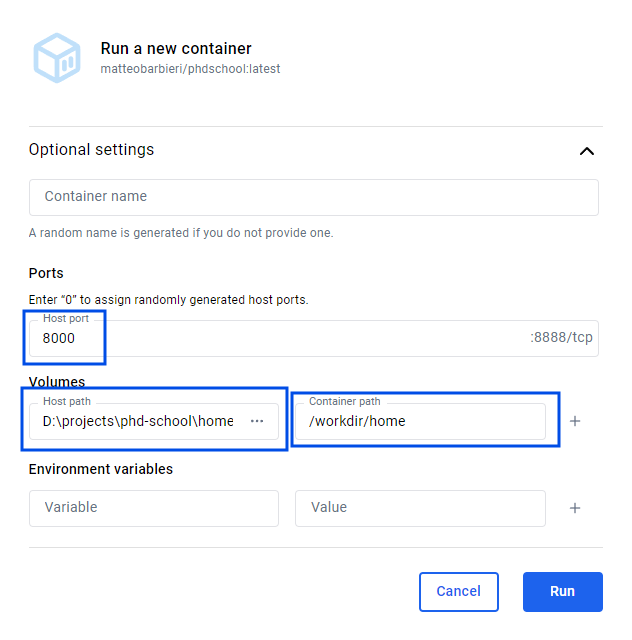 Run a new container
matteobarbieri/phdschool:latest
Optional settings
Container name
A random name is generated if you do not provide one.
Ports
Enter “0” to assign randomly generated host ports.
Host port
8000 :8888/tcp
Volumes
Host path Container path
D:\projects\phd-school\home ··· /workdir/home +
Environment variables
Variable Value +
Cancel Run